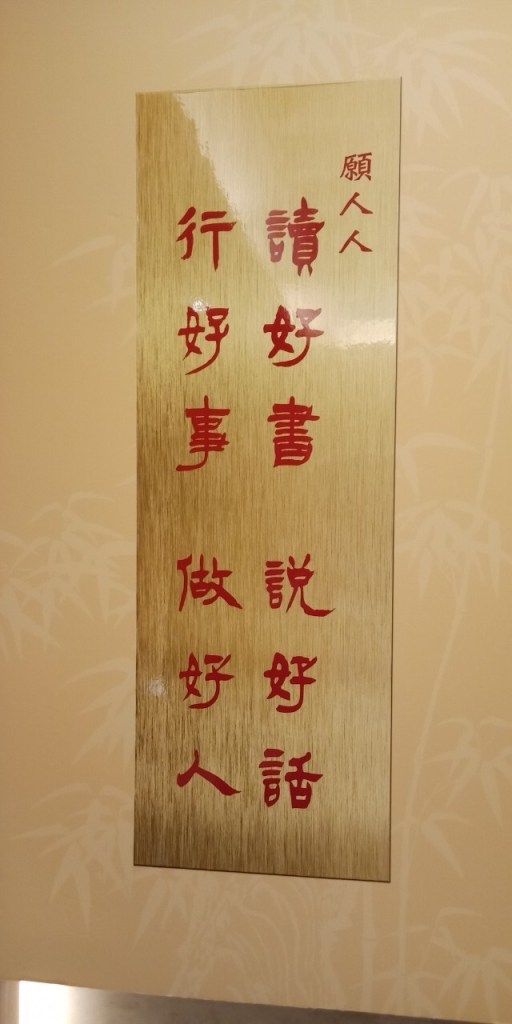 願人人
讀好書 說好話
行好事 做好人